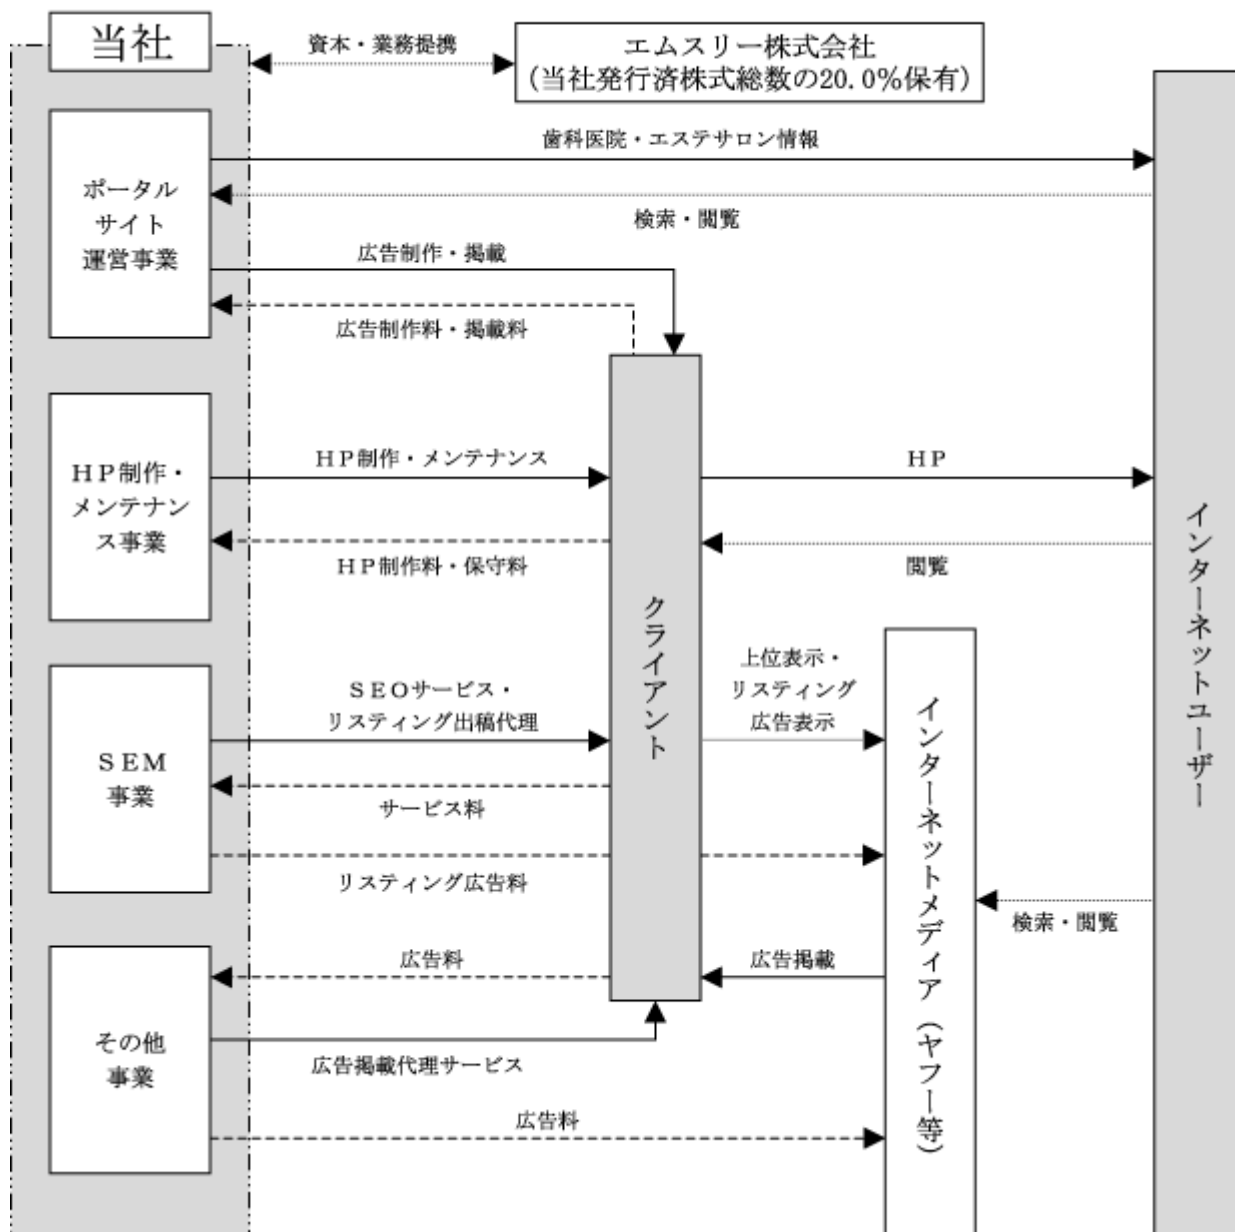 当社
資本・業務提携
エムスリー株式会社
(当社発行済株式総数の20.0%保有)
歯科医院・エステサロン情報
ポータル
サイト
運営事業
検索・閲覧
広告制作・掲載
広告制作料・掲載料
HP制作・
メンテナン
ス事業
HP制作・メンテナンス
HP
HP制作料・保守料
閲覧
クライアント
インターネットユーザー
SEM
事業
SEOサービス・
リスティング出稿代理
上位表示・
リスティング
広告表示
サービス料
リスティング広告料
インターネットメディア(ヤフー等)
検索・閲覧
その他
事業
広告料
広告掲載
広告掲載代理サービス
広告料